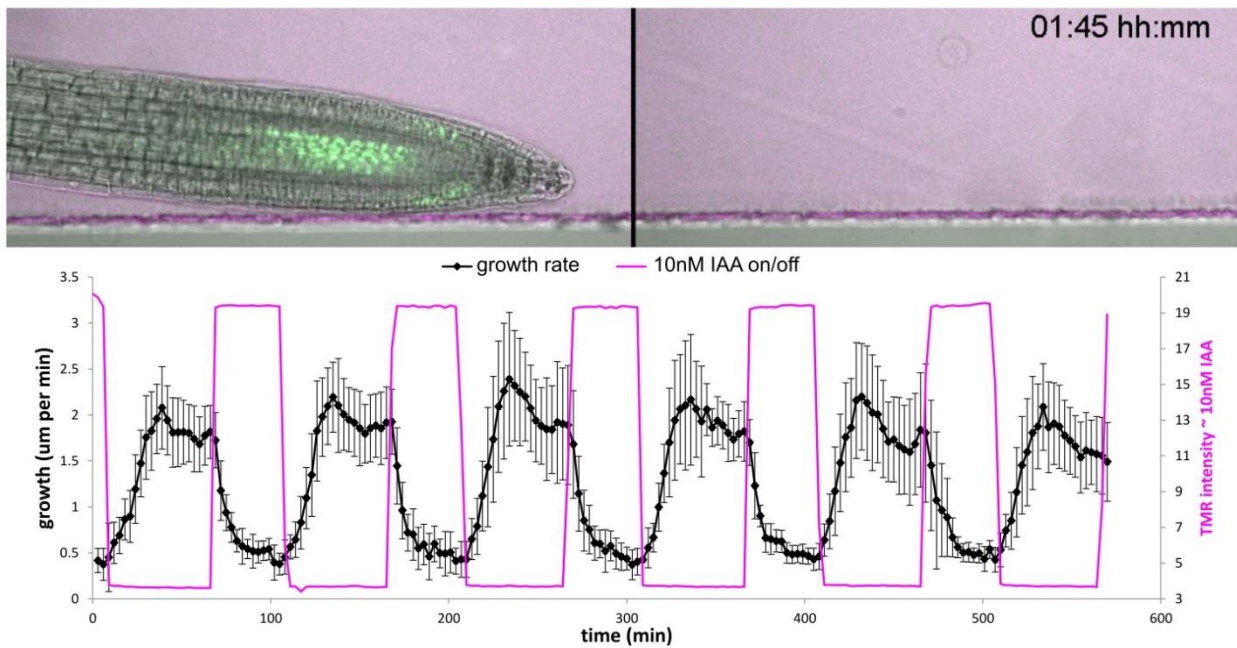 01:45 hh:mm
growth rate
10nM IAA on/off
growth (um per min)
3.5
3
2.5
2
1.5
1
0.5
0
21
19
17
15
13
11
9
7
5
3
TMR intensity ~ 10nM IAA
0 100 200 300 400 500 600
time (min)